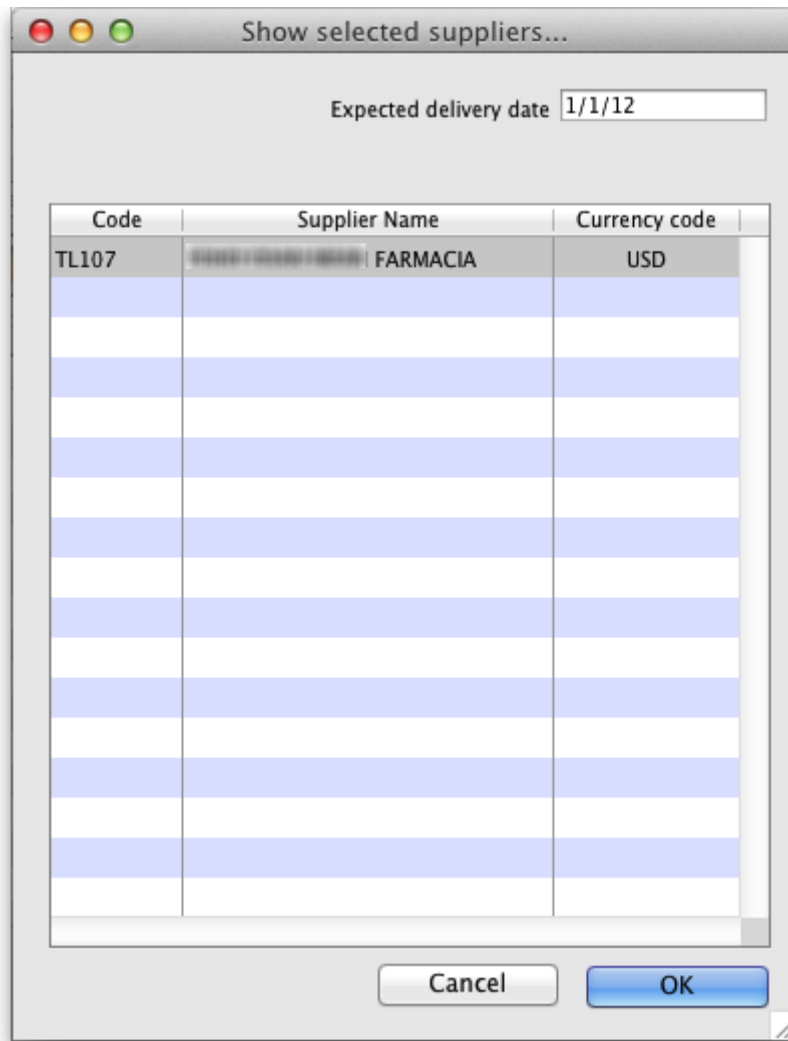 Show selected suppliers...
Expected delivery date 1/1/12
Code Supplier Name Currency code
TL107 FARMACIA USD
Cancel OK